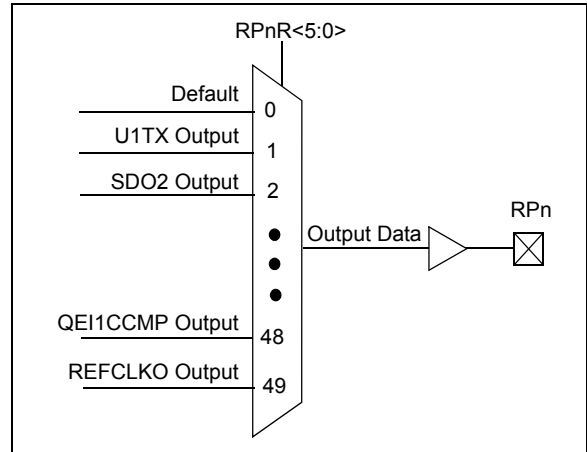 RPnR<5:0>
Default
0
U1TX Output
1
SDO2 Output
2
RPn
Output Data
QEI1CCMP Output
48
REFCLKO Output
49